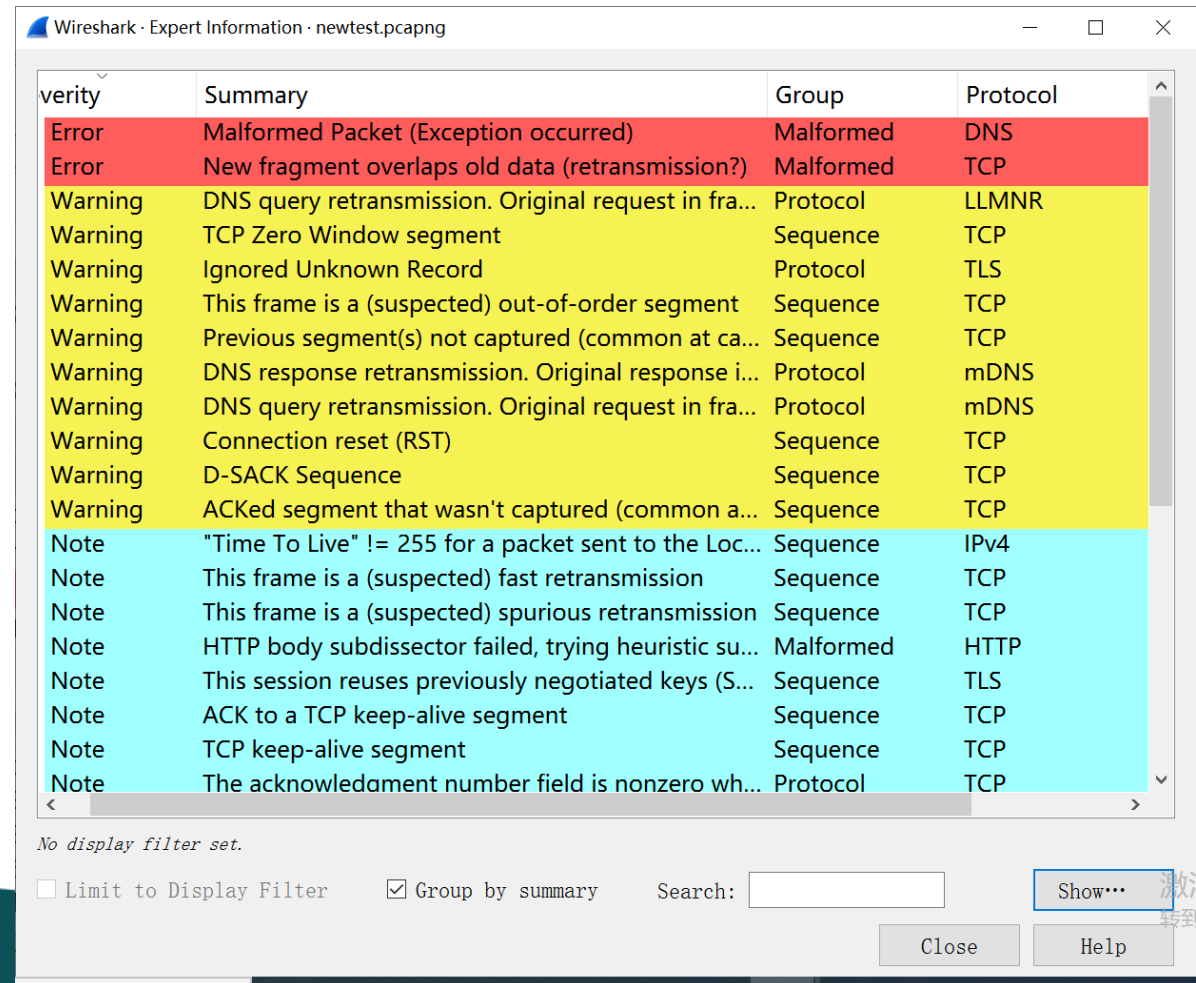 Wireshark · Expert Information · newtest.pcapng
verity Summary Group Protocol
Error Malformed Packet (Exception occurred) Malformed DNS
Error New fragment overlaps old data (retransmission?) Malformed TCP
Warning DNS query retransmission. Original request in fra... Protocol LLMNR
Warning TCP Zero Window segment Sequence TCP
Warning Ignored Unknown Record Protocol TLS
Warning This frame is a (suspected) out-of-order segment Sequence TCP
Warning Previous segment(s) not captured (common at ca... Sequence TCP
Warning DNS response retransmission. Original response i... Protocol mDNS
Warning DNS query retransmission. Original request in fra... Protocol mDNS
Warning Connection reset (RST) Sequence TCP
Warning D-SACK Sequence Sequence TCP
Warning ACKed segment that wasn't captured (common a... Sequence TCP
Note "Time To Live" != 255 for a packet sent to the Loc... Sequence IPv4
Note This frame is a (suspected) fast retransmission Sequence TCP
Note This frame is a (suspected) spurious retransmission Sequence TCP
Note HTTP body subdissector failed, trying heuristic su... Malformed HTTP
Note This session reuses previously negotiated keys (S... Sequence TLS
Note ACK to a TCP keep-alive segment Sequence TCP
Note TCP keep-alive segment Sequence TCP
Note The acknowledgment number field is nonzero wh... Protocol TCP
No display filter set.
Limit to Display Filter Group by summary Search: Show…
激
转到
Close Help